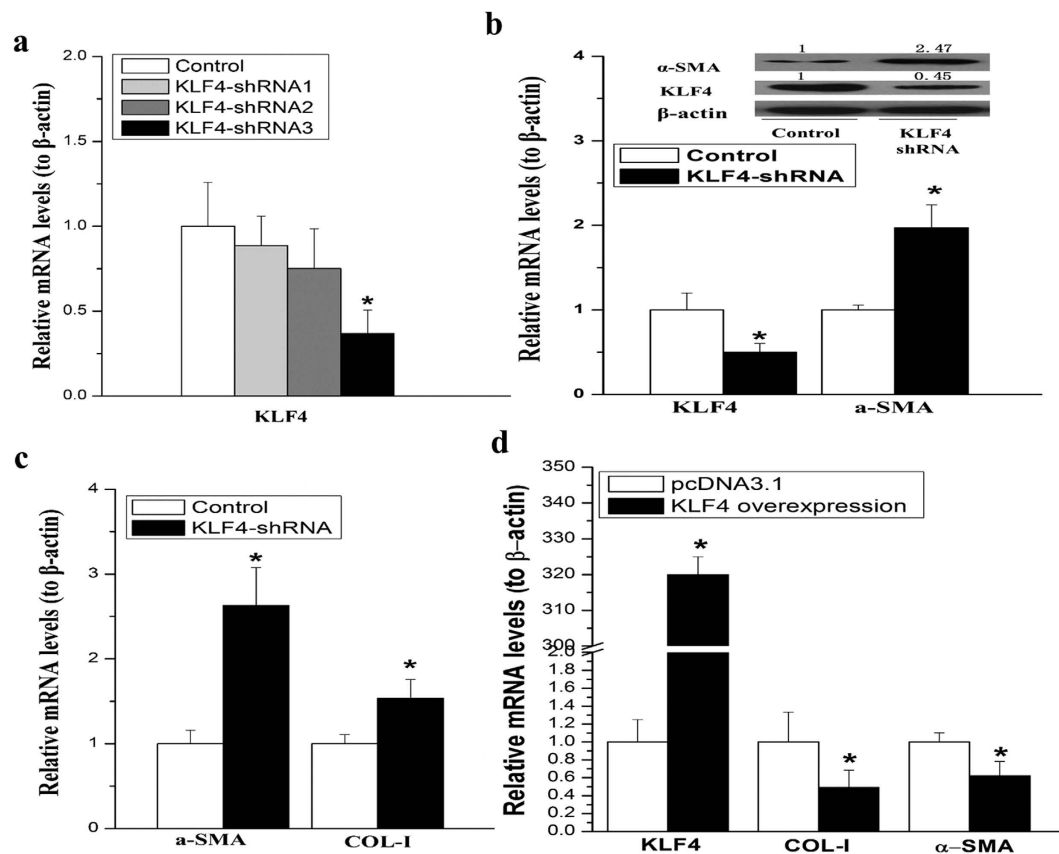 a
Relative mRNA levels (to β-actin)
2.0
1.5
1.0
0.5
0.0
Control
KLF4-shRNA1
KLF4-shRNA2
KLF4-shRNA3
*
KLF4
b
Relative mRNA levels (to β-actin)
4
3
2
1
0
1 2.47
α-SMA
1 0.45
KLF4
β-actin
Control KLF4
shRNA
Control
KLF4-shRNA
*
*
KLF4 a-SMA
c
Relative mRNA levels (to β-actin)
4
3
2
1
0
Control
KLF4-shRNA
*
*
a-SMA COL-I
d
Relative mRNA levels (to β-actin)
350
340
330
320
310
300
2.0
1.8
1.6
1.4
1.2
1.0
0.8
0.6
0.4
0.2
0.0
pcDNA3.1
KLF4 overexpression
*
*
*
KLF4 COL-I α-SMA